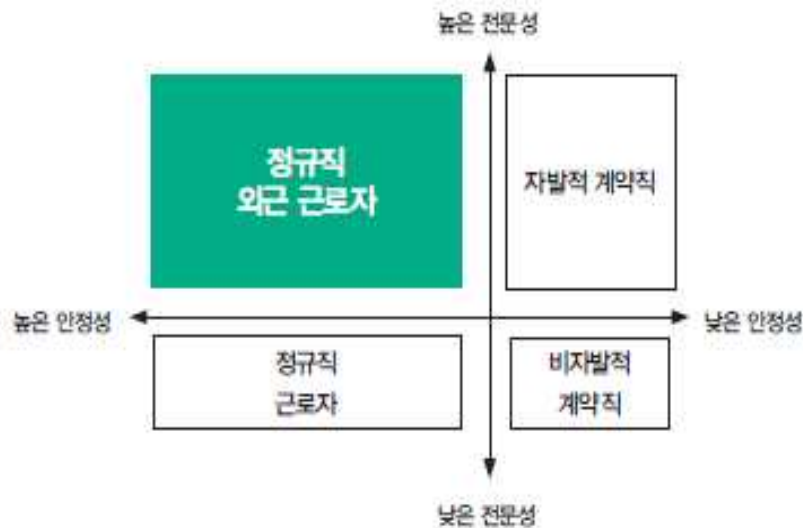 높은 전문성
정규직
외근 근로자
자발적 계약직
높은 안정성
낮은 안정성
정규직
근로자
비자발적
계약직
낮은 전문성